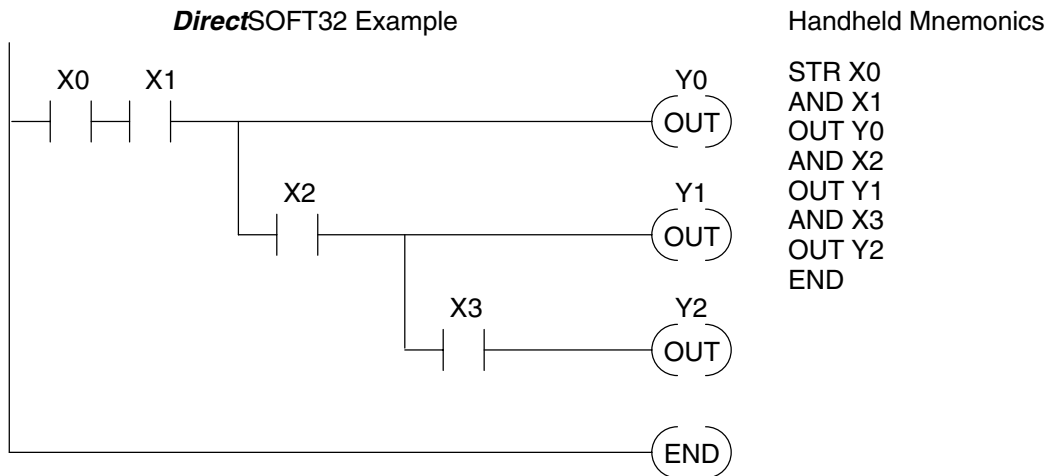 DirectSOFT32 Example
Handheld Mnemonics
X0 X1 Y0
OUT
X2 Y1
OUT
X3 Y2
OUT
END
STR X0
AND X1
OUT Y0
AND X2
OUT Y1
AND X3
OUT Y2
END